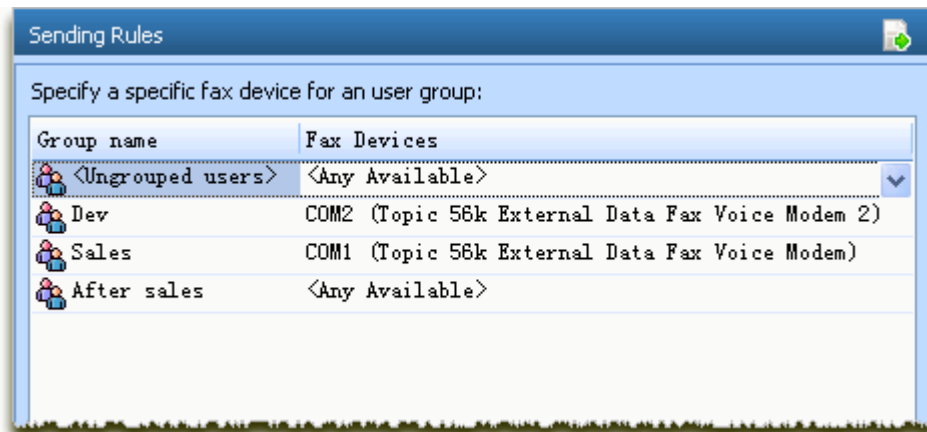 Sending Rules
Specify a specific fax device for an user group:
Group name Fax Devices
<Ungrouped users> <Any Available>
Dev COM2 (Topic 56k External Data Fax Voice Modem 2)
Sales COM1 (Topic 56k External Data Fax Voice Modem)
After sales <Any Available>